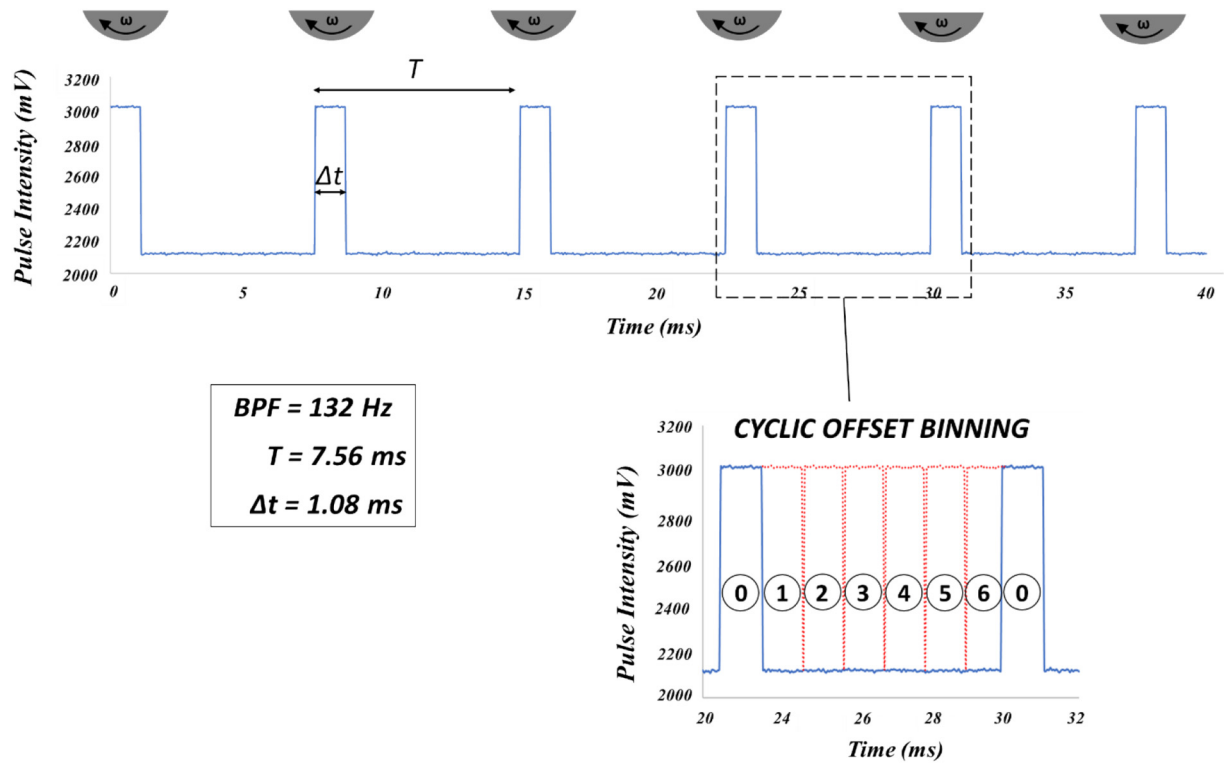 ω ω ω ω ω ω
T
Δt
Pulse Intensity (mV)
3200
3000
2800
2600
2400
2200
2000
0 5 10 15 20 25 30 35 40
Time (ms)
BPF = 132 Hz
T = 7.56 ms
Δt = 1.08 ms
CYCLIC OFFSET BINNING
Pulse Intensity (mV)
3200
3000
2800
2600
2400
2200
2000
0 1 2 3 4 5 6 0
20 24 26 28 30 32
Time (ms)